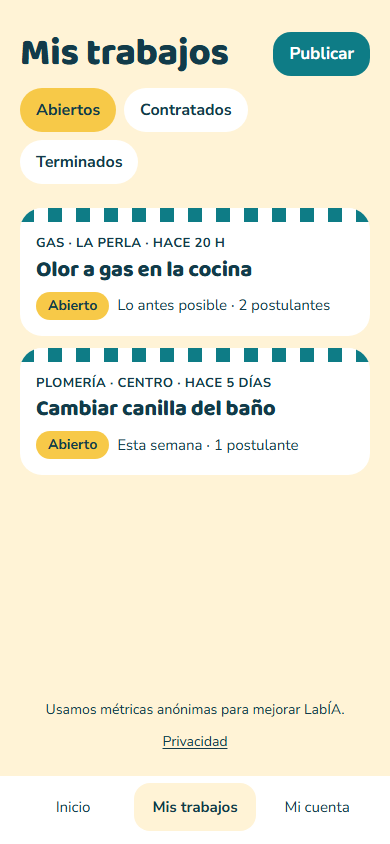 Mis trabajos
Publicar
Abiertos
Contratados
Terminados
GAS · LA PERLA · HACE 20 H
Olor a gas en la cocina
Abierto
Lo antes posible · 2 postulantes
PLOMERÍA · CENTRO · HACE 5 DÍAS
Cambiar canilla del baño
Abierto
Esta semana · 1 postulante
Usamos métricas anónimas para mejorar LabÍA.
Privacidad
Inicio
Mis trabajos
Mi cuenta